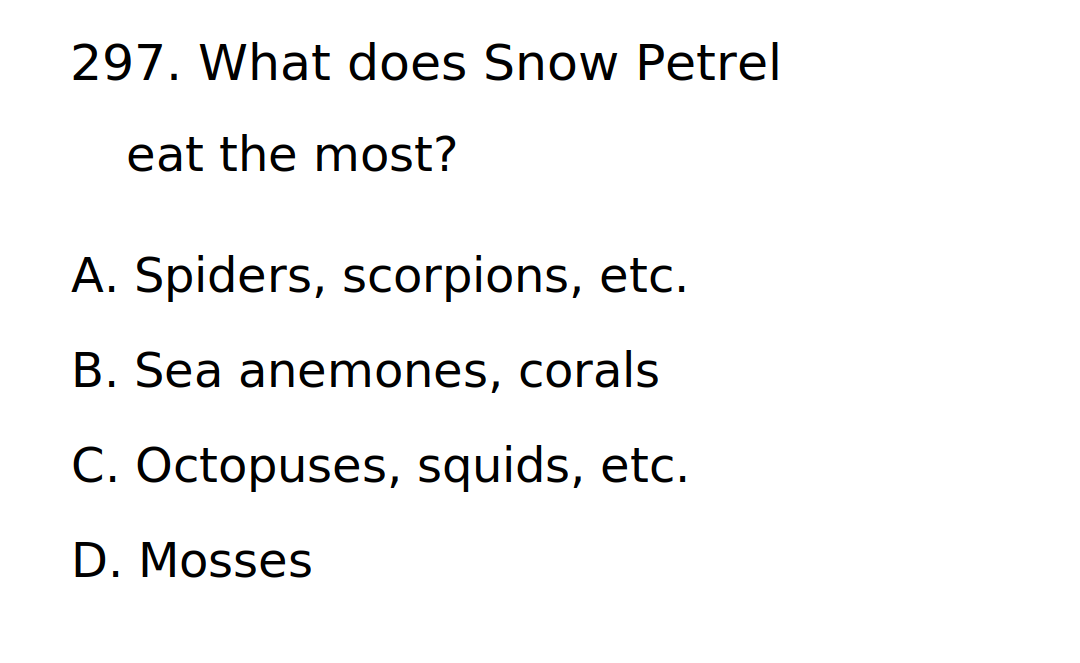 297. What does Snow Petrel
eat the most?
A. Spiders, scorpions, etc.
B. Sea anemones, corals
C. Octopuses, squids, etc.
D. Mosses